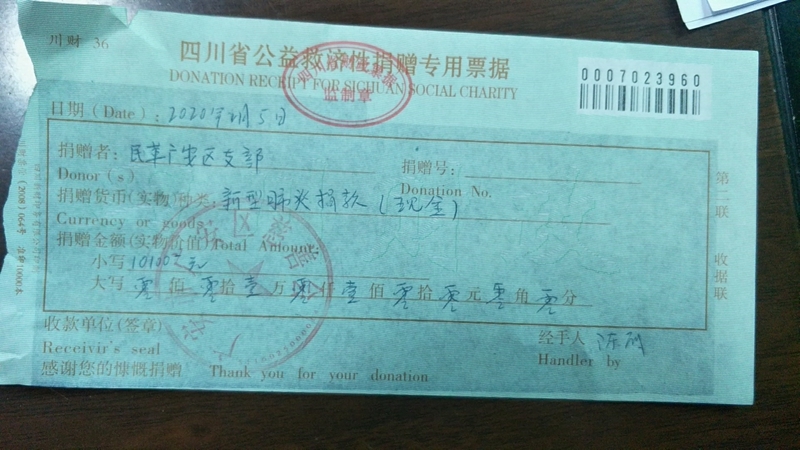 川财 36
四川省公益救济性捐赠专用票据
DONATION RECEIPT FOR SICHUAN SOCIAL CHARITY
监制章
0007023960
日期(Date): 2020年2月5日
捐赠者: 民革广安区支部
捐赠号:
Donor(s)
Donation No.
捐赠货币(实物)种类: 新型肺炎捐款(现金)
Currency or goods:
捐赠金额(实物价值)Total Amount:
小写 10100元
大写 零佰零拾壹万零仟壹佰零拾零元零角零分
收款单位(签章)
经手人 陈
Receivir's seal
Handler by
感谢您的慷慨捐赠 Thank you for your donation
第二联 收据联